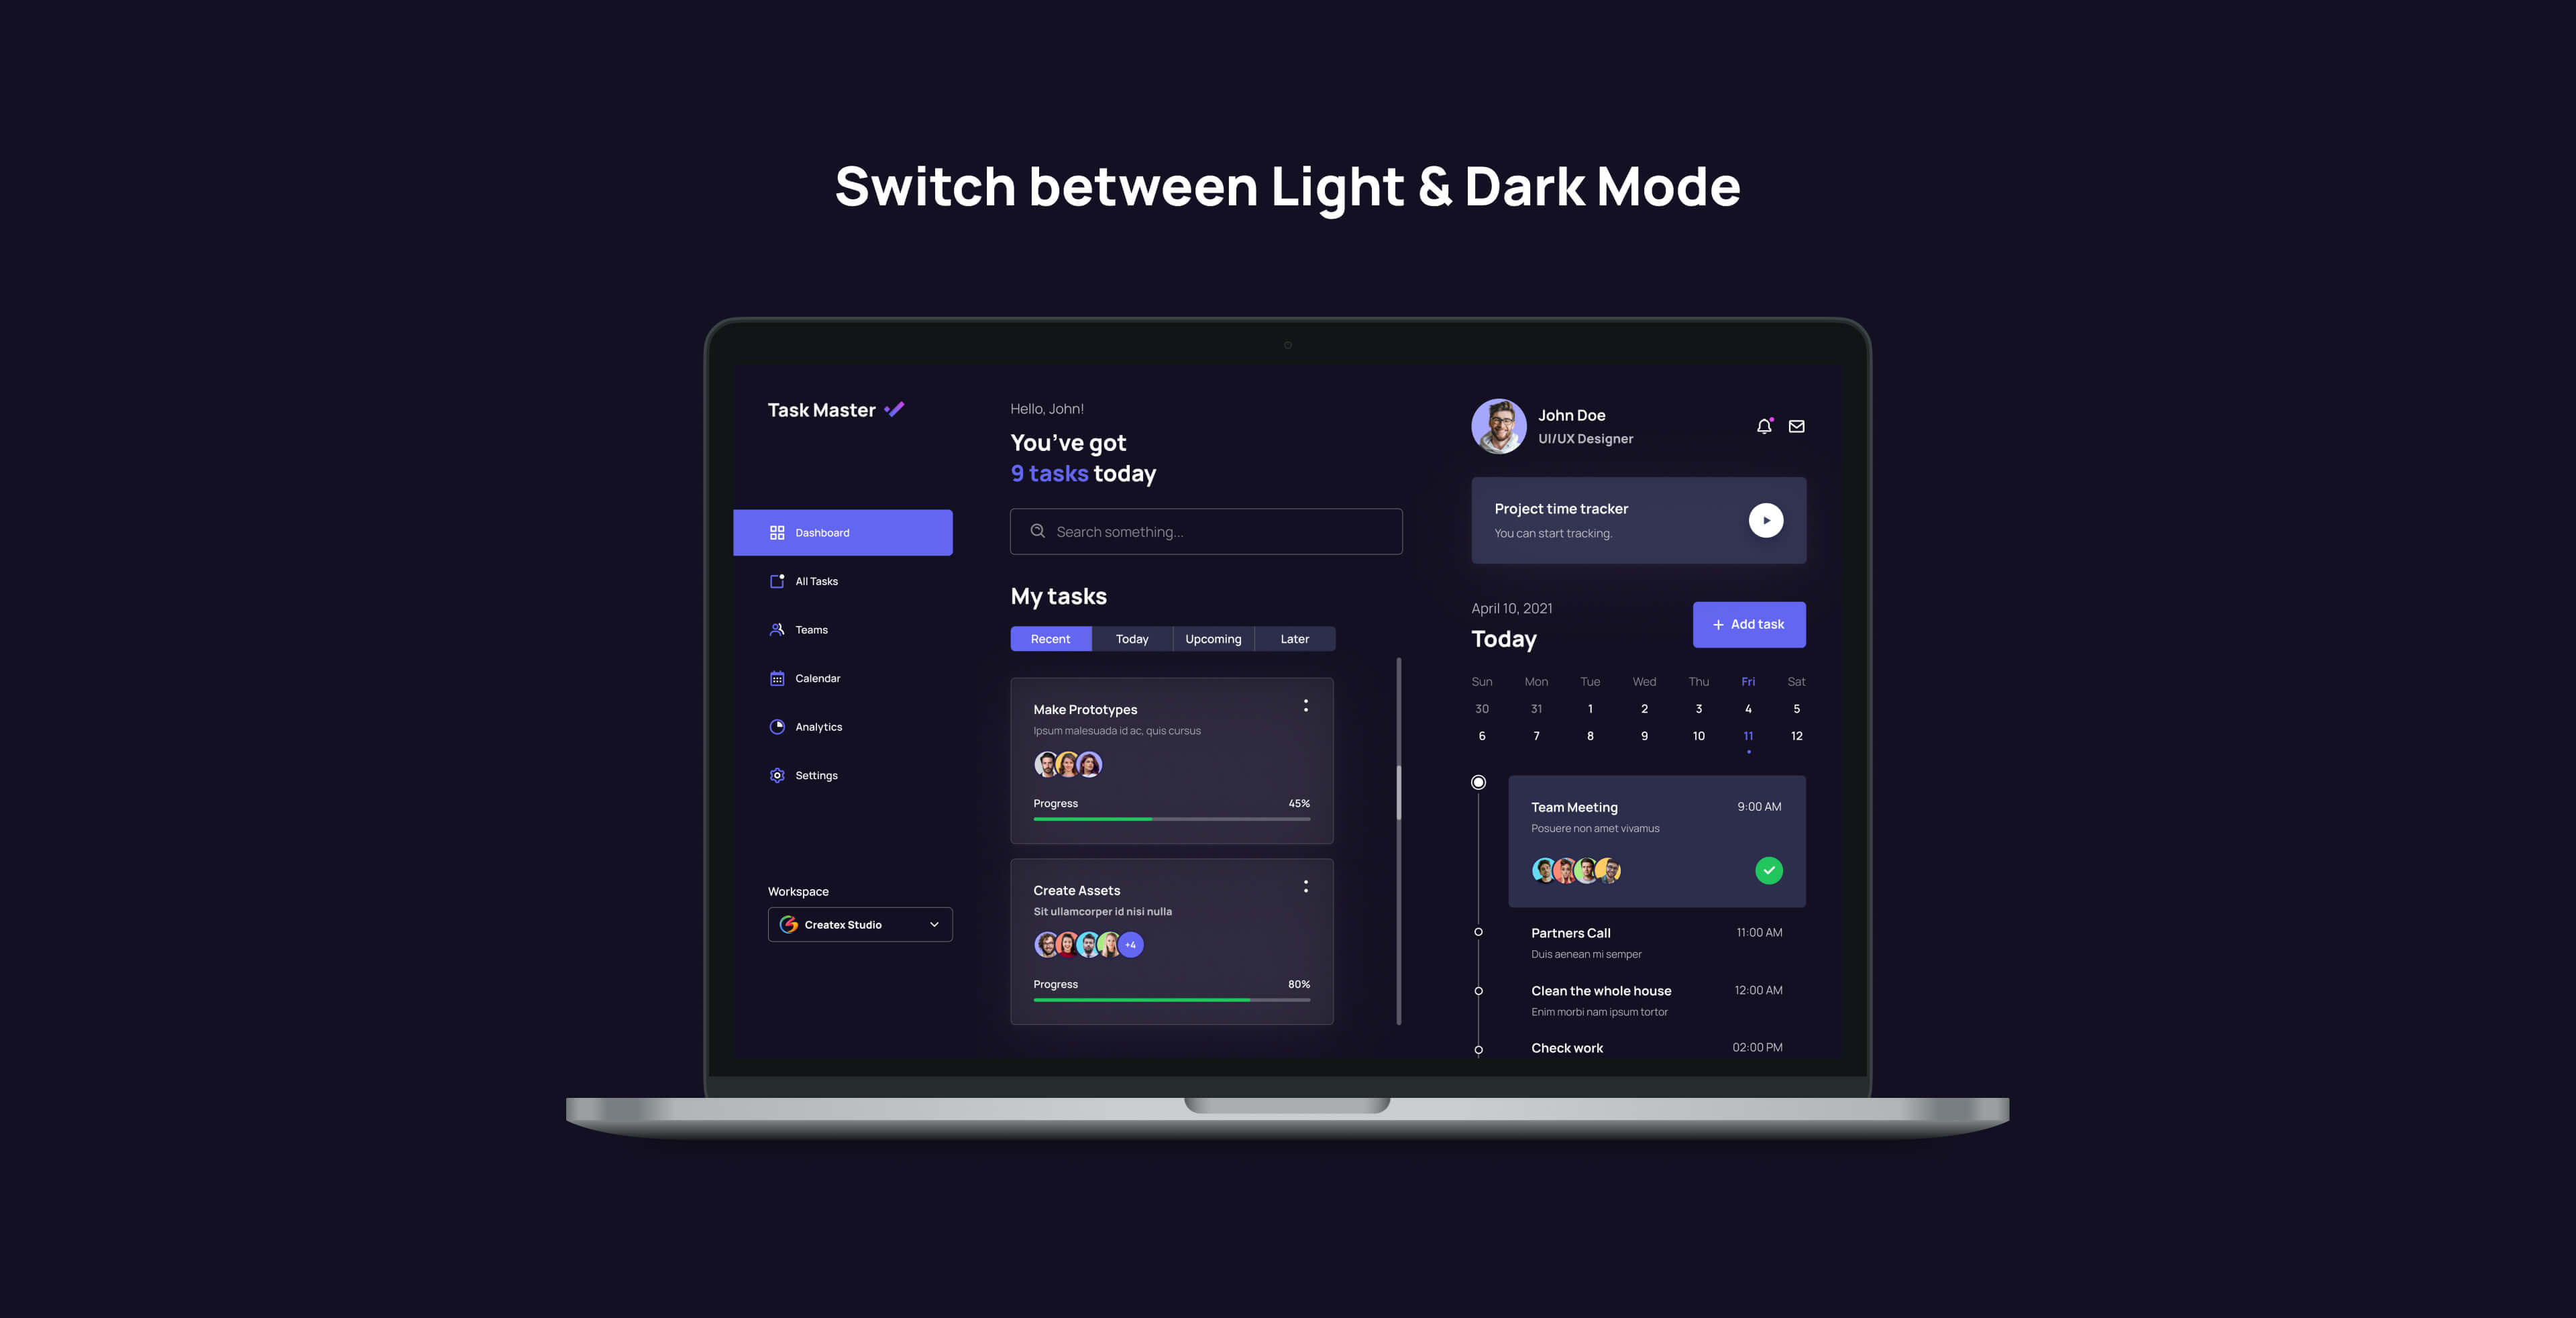 Switch between Light & Dark Mode
Task Master
Dashboard
All Tasks
Teams
Calendar
Analytics
Settings
Workspace
Createx Studio
Hello, John!
You've got
9 tasks today
Search something...
My tasks
Recent Today Upcoming Later
Make Prototypes
Ipsum malesuada id ac, quis cursus
Progress 45%
Create Assets
Sit ullamcorper id nisi nulla
+4
Progress 80%
John Doe
UI/UX Designer
Project time tracker
You can start tracking.
April 10, 2021
Today
+ Add task
Sun Mon Tue Wed Thu Fri Sat
30 31 1 2 3 4 5
6 7 8 9 10 11 12
Team Meeting 9:00 AM
Posuere non amet vivamus
Partners Call 11:00 AM
Duis aenean mi semper
Clean the whole house 12:00 AM
Enim morbi nam ipsum tortor
Check work 02:00 PM